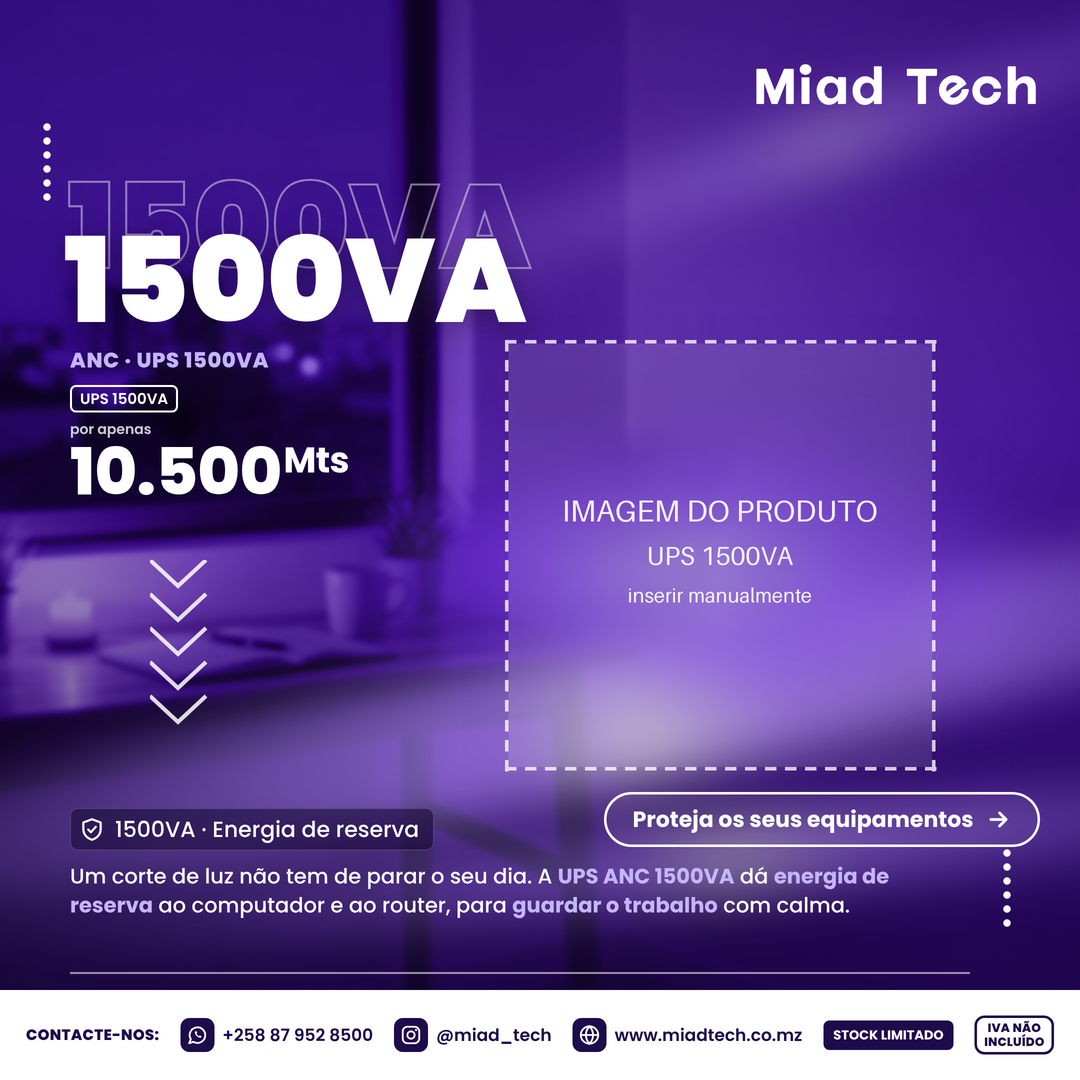 Miad Tech
1500VA
1500VA
ANC · UPS 1500VA
UPS 1500VA
por apenas
10.500Mts
IMAGEM DO PRODUTO
UPS 1500VA
inserir manualmente
Proteja os seus equipamentos →
1500VA · Energia de reserva
Um corte de luz não tem de parar o seu dia. A UPS ANC 1500VA dá energia de
reserva ao computador e ao router, para guardar o trabalho com calma.
CONTACTE-NOS: +258 87 952 8500 @miad_tech www.miadtech.co.mz STOCK LIMITADO
IVA NÃO
INCLUÍDO